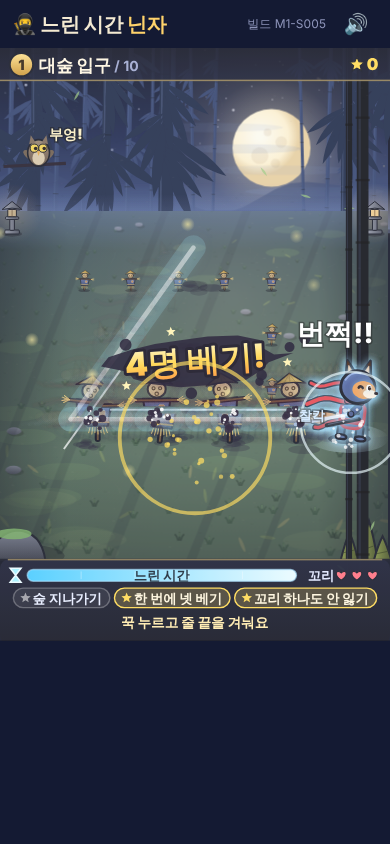 느린 시간 닌자 빌드 M1-S005
1 대숲 입구 / 10 ★ 0
부엉!
번쩍!!
4명 베기!
찰칵
느린 시간 꼬리
숲 지나가기 한 번에 넷 베기 꼬리 하나도 안 잃기
꾹 누르고 줄 끝을 겨눠요